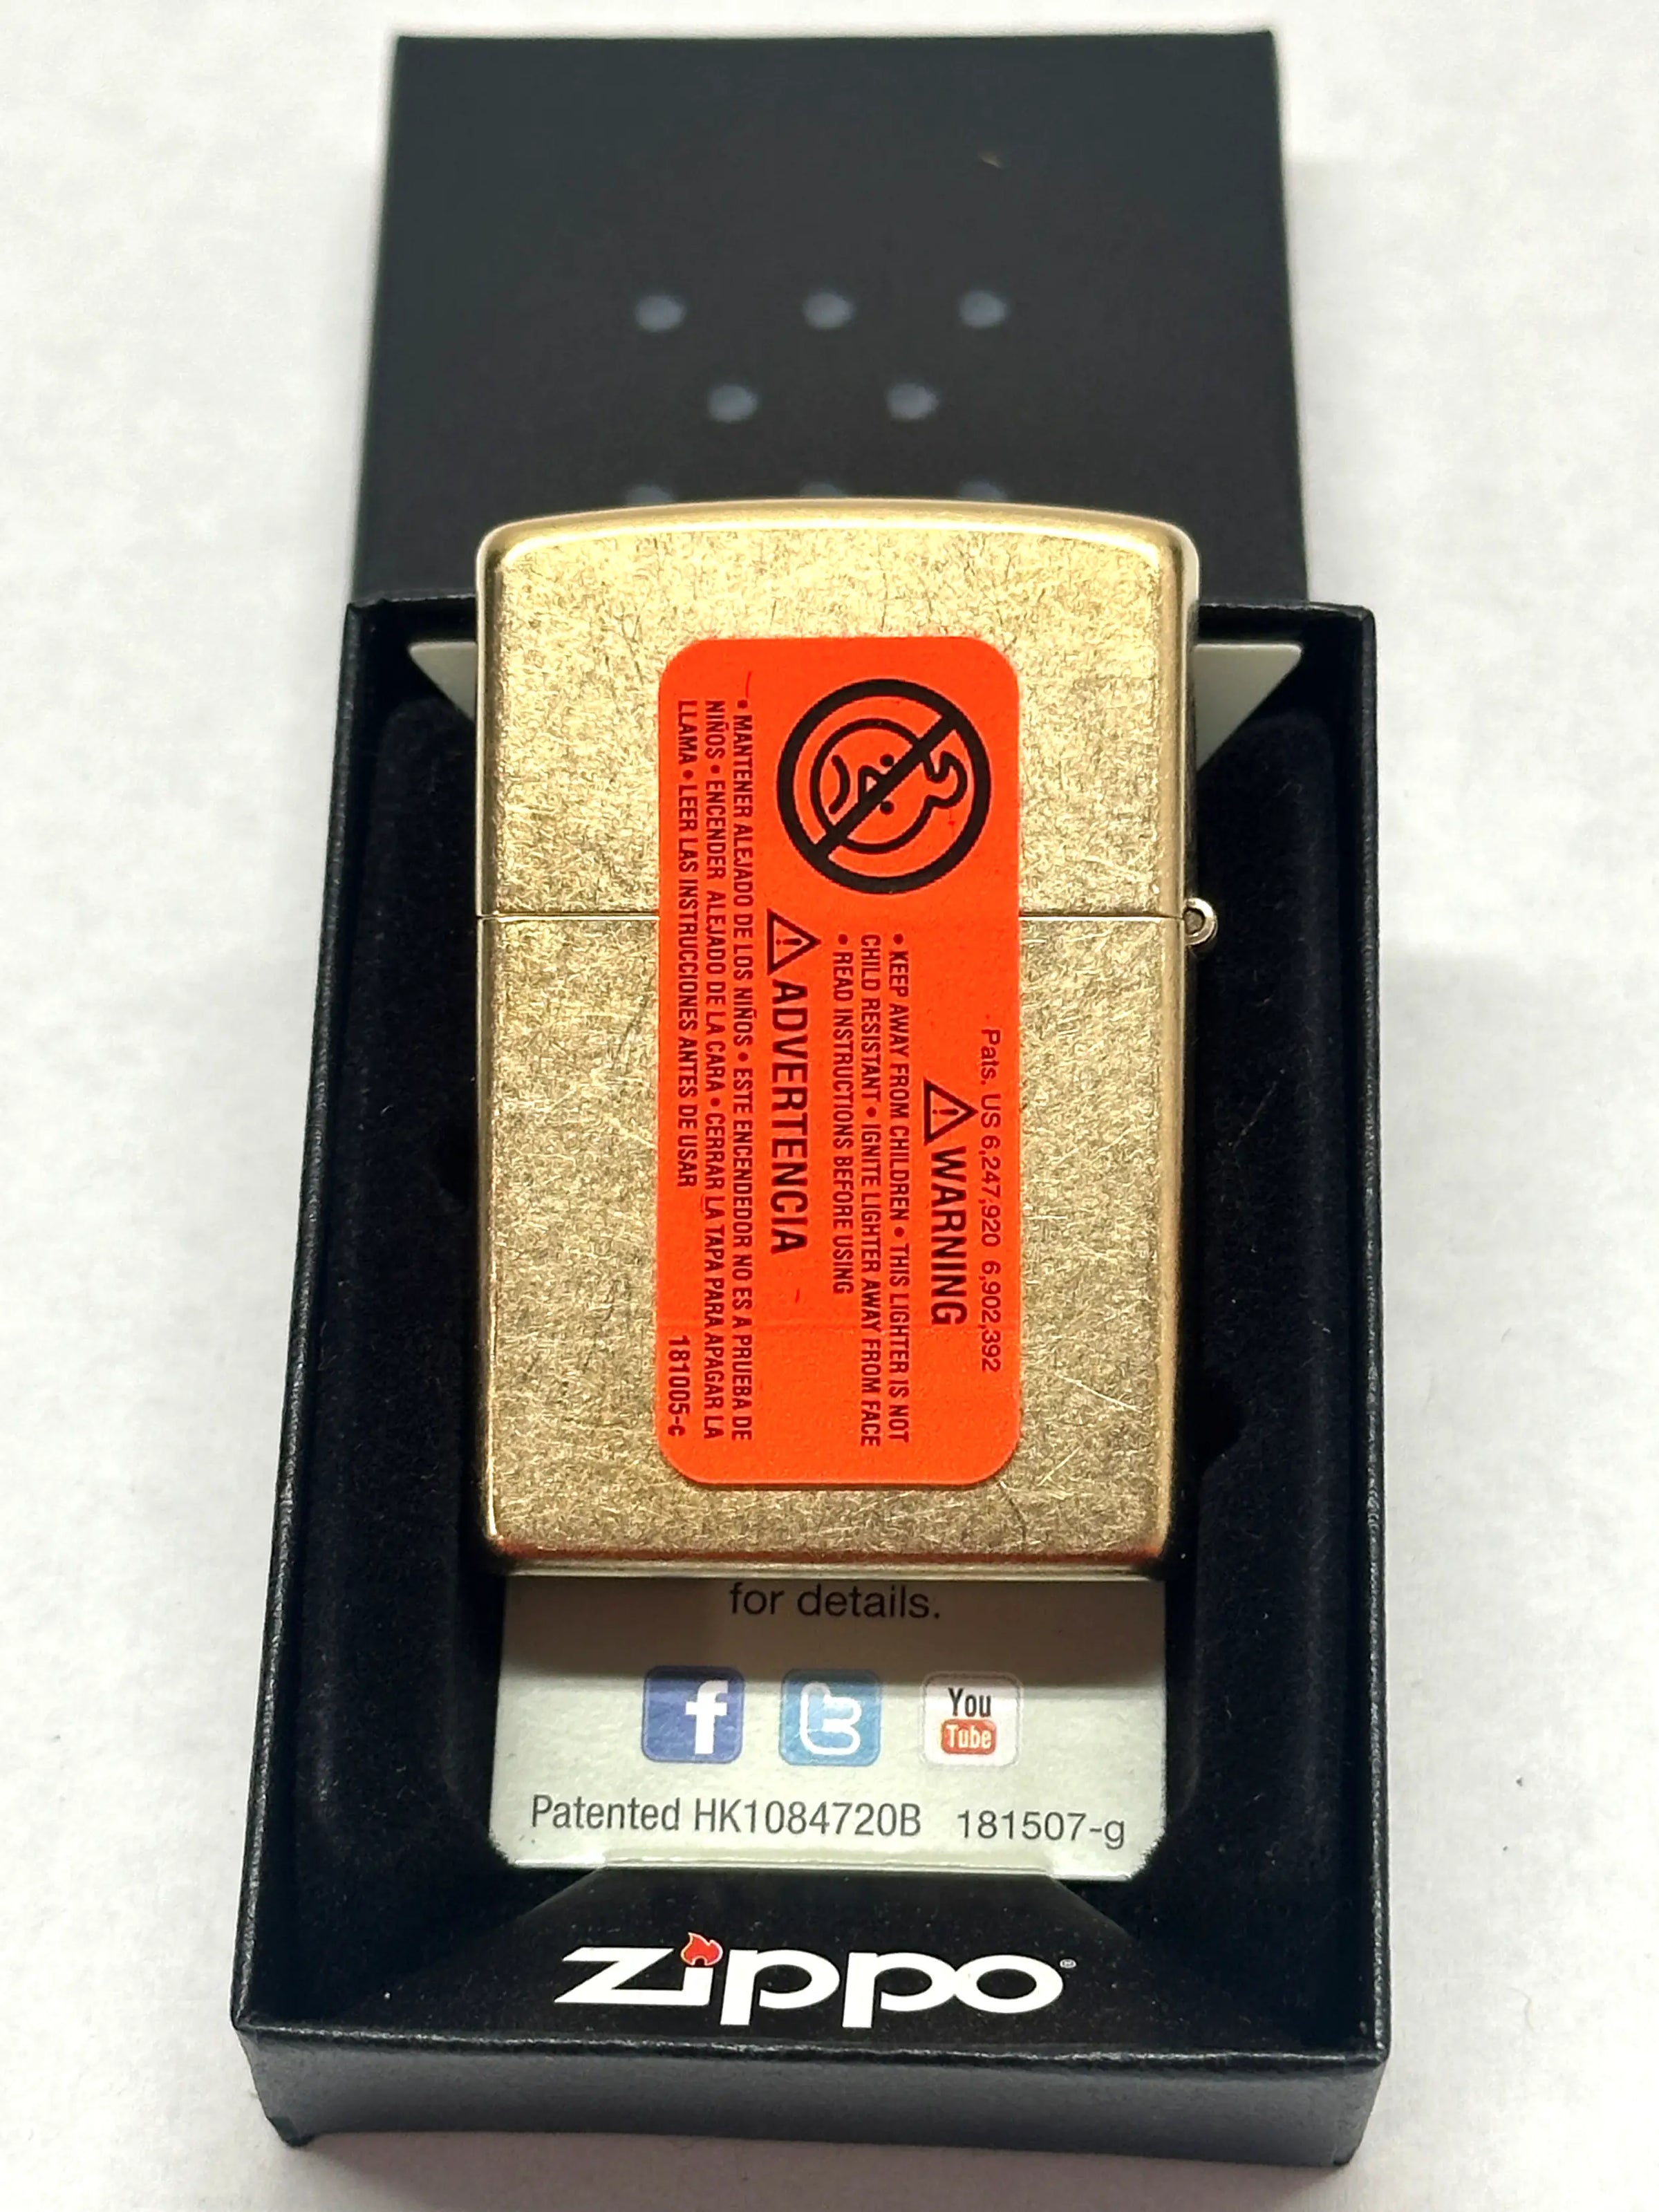 Pats. US 6,247,920 6,902,392
⚠WARNING
• KEEP AWAY FROM CHILDREN • THIS LIGHTER IS NOT
CHILD RESISTANT • IGNITE LIGHTER AWAY FROM FACE
• READ INSTRUCTIONS BEFORE USING
⚠ADVERTENCIA
• MANTENER ALEJADO DE LOS NIÑOS • ESTE ENCENDEDOR NO ES A PRUEBA DE
NIÑOS • ENCENDER ALEJADO DE LA CARA • CERRAR LA TAPA PARA APAGAR LA
LLAMA • LEER LAS INSTRUCCIONES ANTES DE USAR
181005-c
for details.
f
t
You
Tube
Patented HK1084720B 181507-g
zippo®